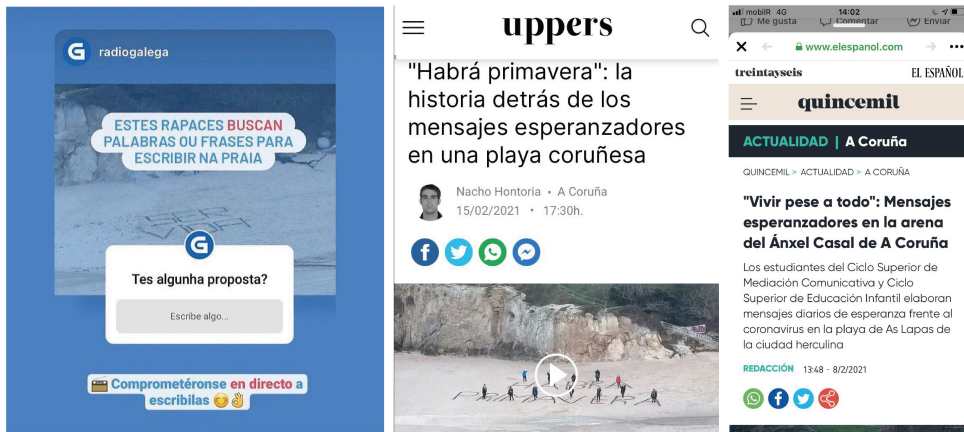 radiogalega
ESTES RAPACES BUSCAN
PALABRAS OU FRASES PARA
ESCRIBIR NA PRAIA
SER
VIDA
G
Tes algunha proposta?
Escribe algo...
Comprometéronse en directo a
escribilas
uppers
"Habrá primavera": la
historia detrás de los
mensajes esperanzadores
en una playa coruñesa
Nacho Hontoria • A Coruña
15/02/2021 • 17:30h.
HABRÁ
PRIMAVERA
mobilR 4G 14:02
Me gusta Comentar Enviar
www.elespanol.com
treintayseis EL ESPAÑOL
quincemil
ACTUALIDAD | A Coruña
QUINCEMIL > ACTUALIDAD > A CORUÑA
"Vivir pese a todo": Mensajes
esperanzadores en la arena
del Ánxel Casal de A Coruña
Los estudiantes del Ciclo Superior de
Mediación Comunicativa y Ciclo
Superior de Educación Infantil elaboran
mensajes diarios de esperanza frente al
coronavirus en la playa de As Lapas de
la ciudad herculina
REDACCIÓN 13:48 - 8/2/2021